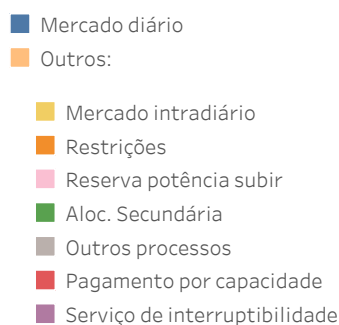 Mercado diário
Outros:
Mercado intradiário
Restrições
Reserva potência subir
Aloc. Secundária
Outros processos
Pagamento por capacidade
Serviço de interruptibilidade